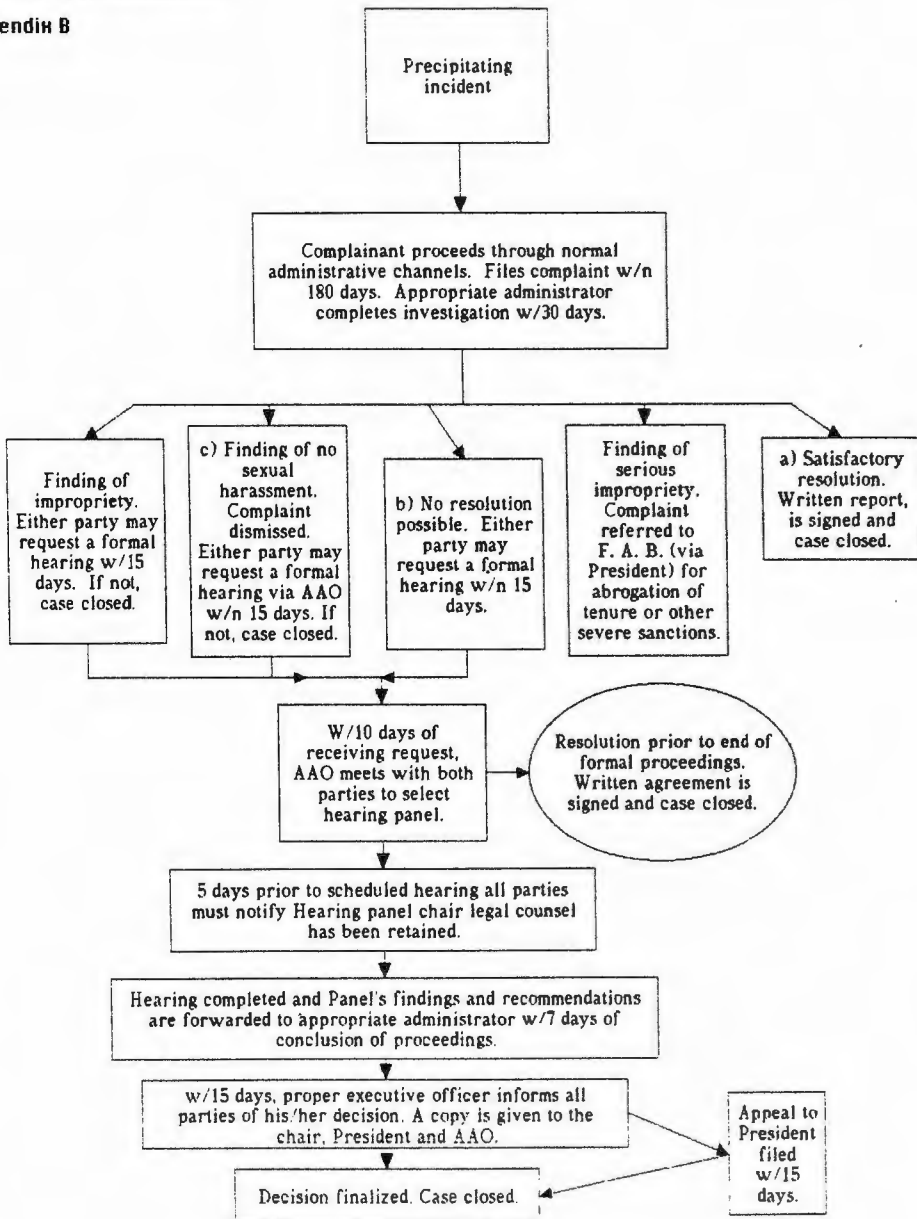 endix B
Precipitating
incident
Complainant proceeds through normal
administrative channels. Files complaint w/n
180 days. Appropriate administrator
completes investigation w/30 days.
Finding of
impropriety.
Either party may
request a formal
hearing w/15
days. If not,
case closed.
c) Finding of no
sexual
harassment.
Complaint
dismissed.
Either party may
request a formal
hearing via AAO
w/n 15 days. If
not, case closed.
b) No resolution
possible. Either
party may
request a formal
hearing w/n 15
days.
Finding of
serious
impropriety.
Complaint
referred to
F. A. B. (via
President) for
abrogation of
tenure or other
severe sanctions.
a) Satisfactory
resolution.
Written report,
is signed and
case closed.
W/10 days of
receiving request,
AAO meets with both
parties to select
hearing panel.
Resolution prior to end of
formal proceedings.
Written agreement is
signed and case closed.
5 days prior to scheduled hearing all parties
must notify Hearing panel chair legal counsel
has been retained.
Hearing completed and Panel's findings and recommendations
are forwarded to appropriate administrator w/7 days of
conclusion of proceedings.
w/15 days, proper executive officer informs all
parties of his/her decision. A copy is given to the
chair, President and AAO.
Appeal to
President
filed
w/15
days.
Decision finalized. Case closed.